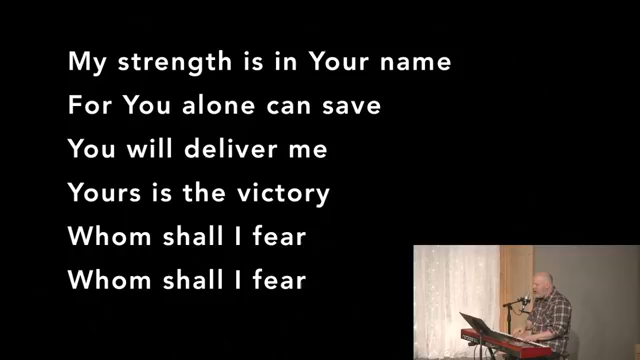 My strength is in Your name
For You alone can save
You will deliver me
Yours is the victory
Whom shall I fear
Whom shall I fear